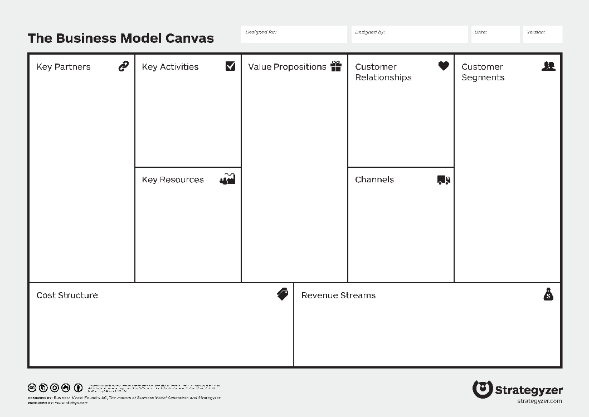 The Business Model Canvas
Designed for:
Designed by:
Date:
Version:
Key Partners
Key Activities
Value Propositions
Customer
Relationships
Customer
Segments
Key Resources
Channels
Cost Structure
Revenue Streams
Strategyzer
strategyzer.com